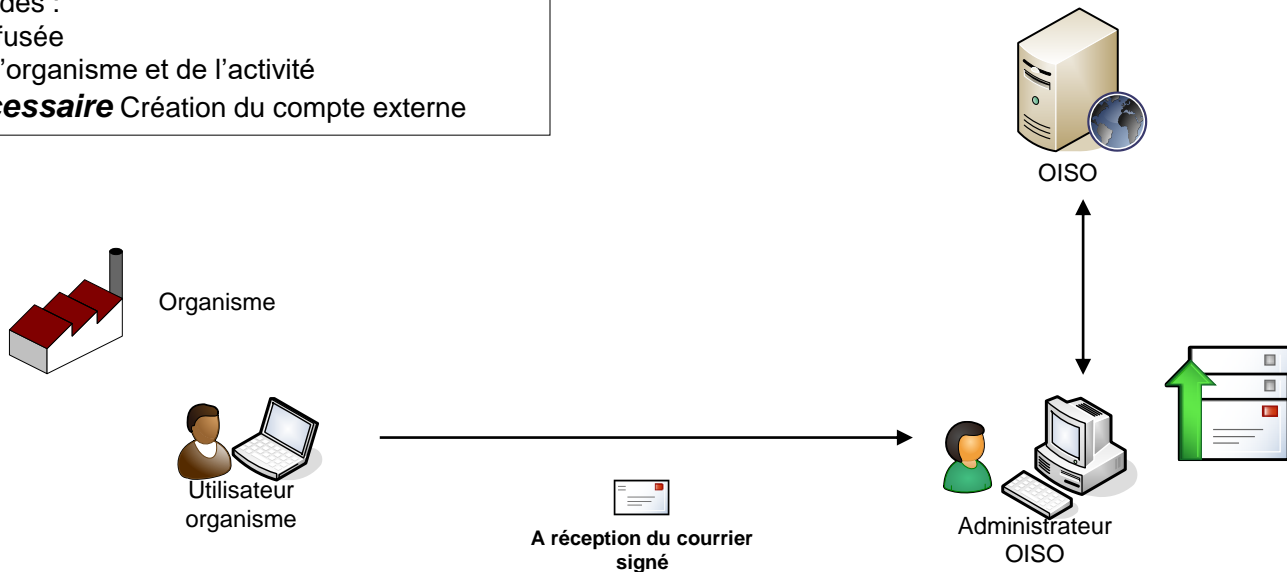 des :
fusée
'organisme et de l'activité
cessaire Création du compte externe
OISO
Organisme
Utilisateur
organisme
A réception du courrier
signé
Administrateur
OISO